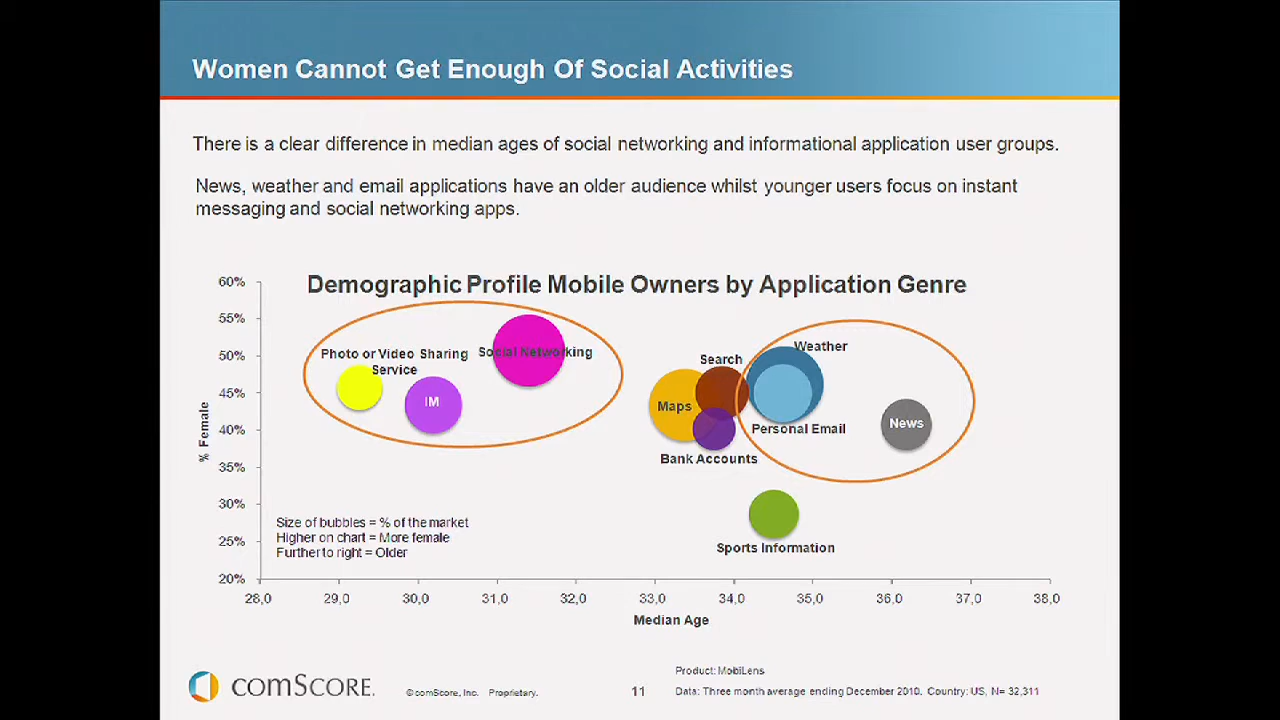 Women Cannot Get Enough Of Social Activities
There is a clear difference in median ages of social networking and informational application user groups.
News, weather and email applications have an older audience whilst younger users focus on instant
messaging and social networking apps.
Demographic Profile Mobile Owners by Application Genre
60%
55%
50%
45%
40%
35%
30%
25%
20%
% Female
Photo or Video Sharing
Service
IM
Social Networking
Search
Maps
Bank Accounts
Weather
Personal Email
News
Sports Information
Size of bubbles = % of the market
Higher on chart = More female
Further to right = Older
28,0 29,0 30,0 31,0 32,0 33,0 34,0 35,0 36,0 37,0 38,0
Median Age
comScore.
© comScore, Inc. Proprietary.
11
Product: MobiLens
Data: Three month average ending December 2010. Country: US, N= 32,311